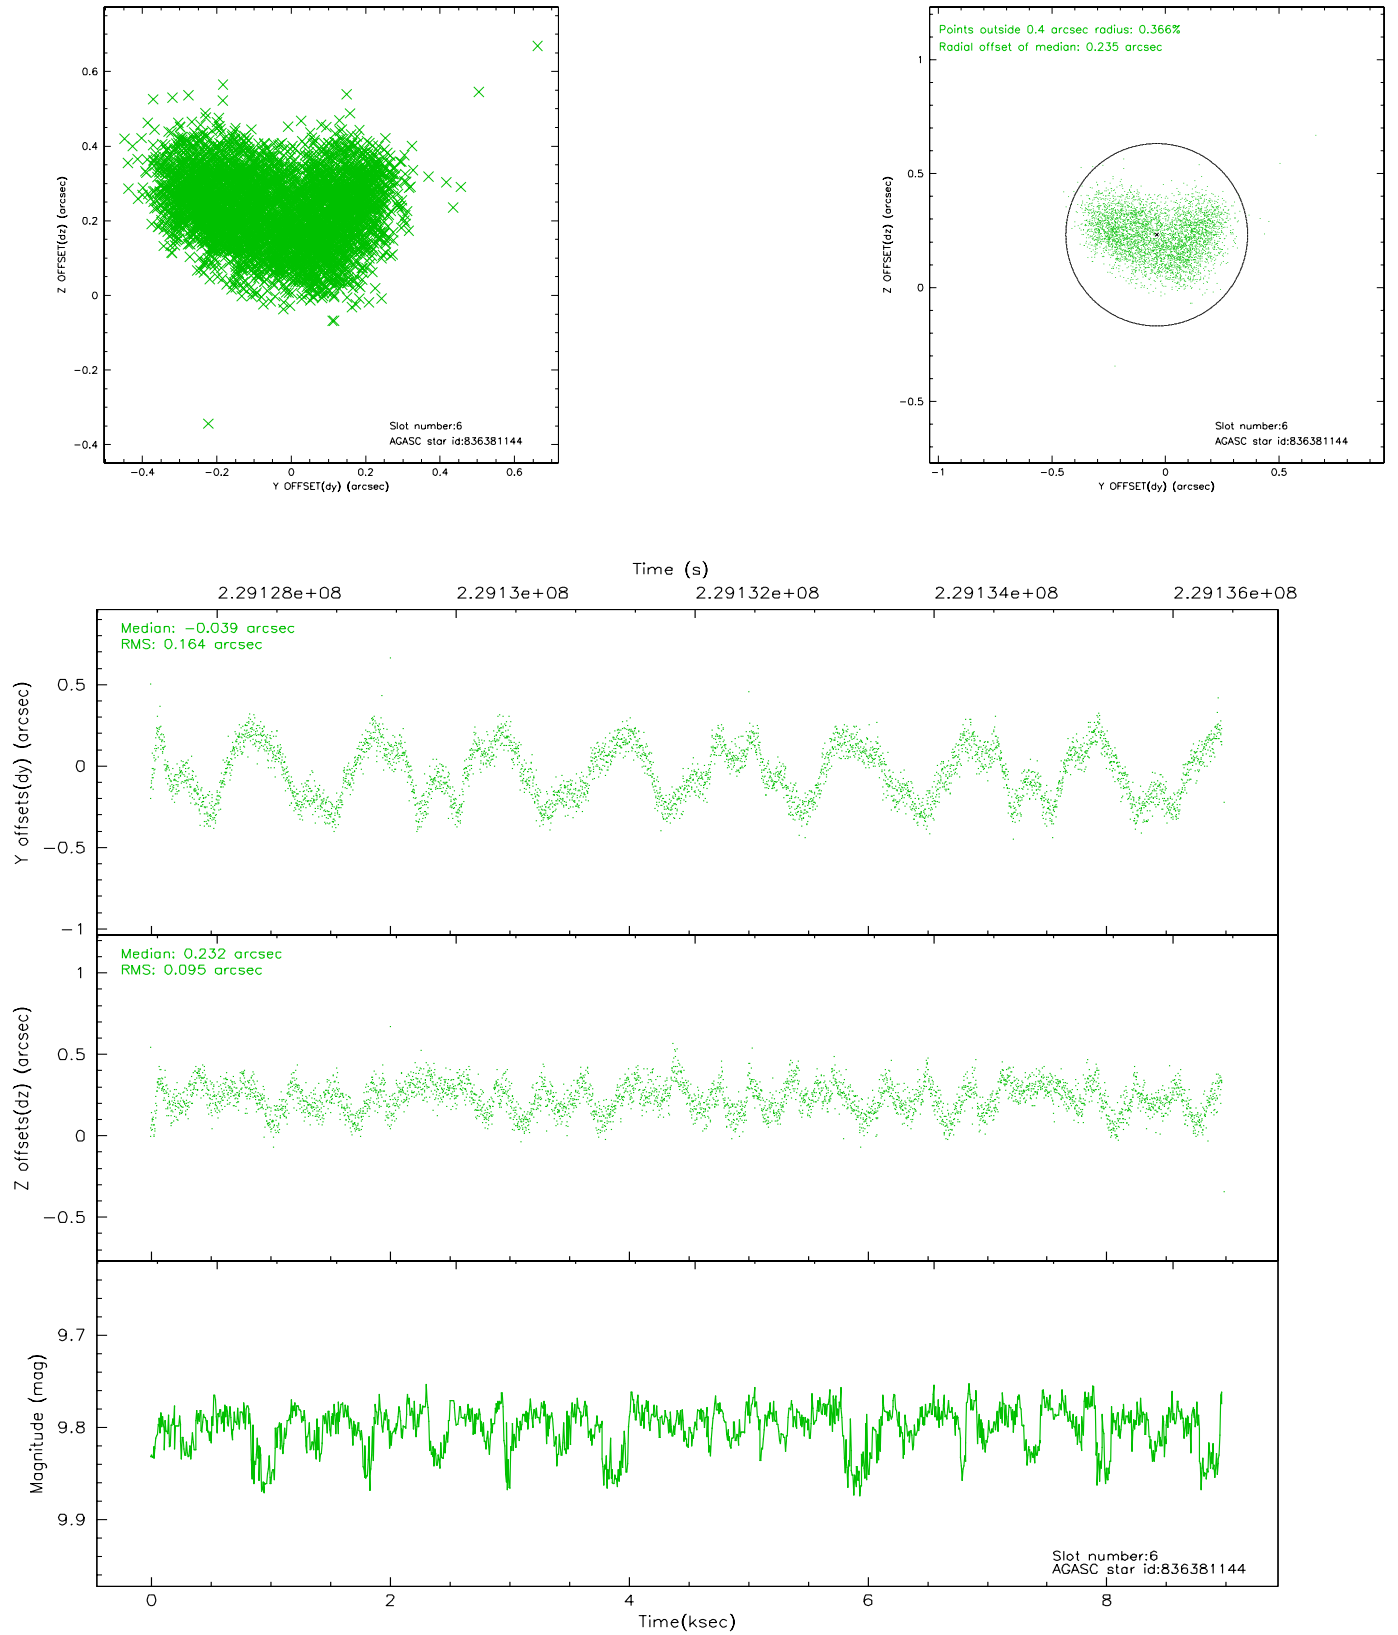 0.6
0.4
0.2
0
−0.2
−0.4
Z OFFSET(dz) (arcsec)
−0.4 −0.2 0 0.2 0.4 0.6
Y OFFSET(dy) (arcsec)
Slot number:6
AGASC star id:836381144
Points outside 0.4 arcsec radius: 0.366%
Radial offset of median: 0.235 arcsec
1
0.5
0
−0.5
Z OFFSET(dz) (arcsec)
−1 −0.5 0 0.5
Y OFFSET(dy) (arcsec)
Slot number:6
AGASC star id:836381144
Time (s)
2.29128e+08 2.2913e+08 2.29132e+08 2.29134e+08 2.29136e+08
Median: −0.039 arcsec
RMS: 0.164 arcsec
0.5
0
−0.5
−1
Y offsets(dy) (arcsec)
Median: 0.232 arcsec
RMS: 0.095 arcsec
1
0.5
0
−0.5
Z offsets(dz) (arcsec)
9.7
9.8
9.9
Magnitude (mag)
Slot number:6
AGASC star id:836381144
0 2 4 6 8
Time(ksec)